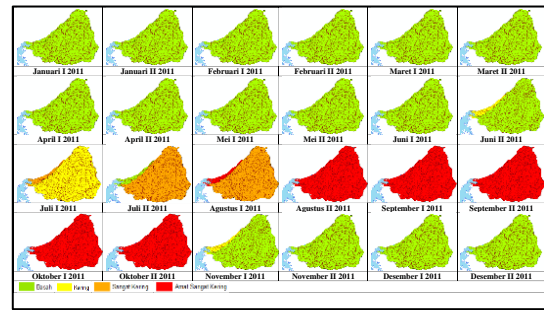 Januari I 2011 Januari II 2011 Februari I 2011 Februari II 2011 Maret I 2011 Maret II 2011
April I 2011 April II 2011 Mei I 2011 Mei II 2011 Juni I 2011 Juni II 2011
Juli I 2011 Juli II 2011 Agustus I 2011 Agustus II 2011 September I 2011 September II 2011
Oktober I 2011 Oktober II 2011 November I 2011 November II 2011 Desember I 2011 Desember II 2011
Basah Kering Sangat Kering Amat Sangat Kering